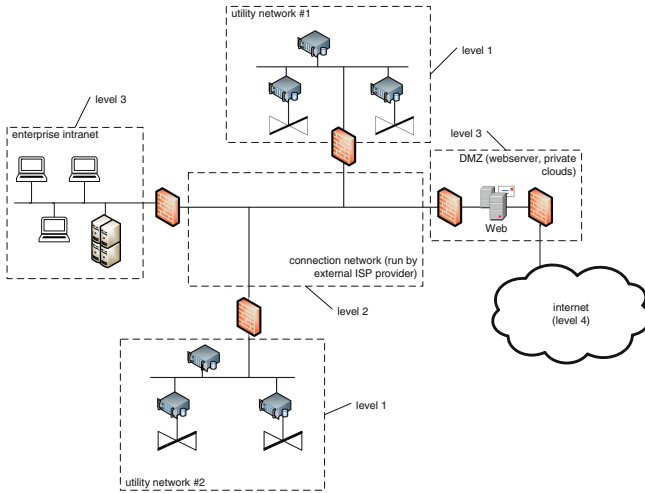 utility network #1
level 1
level 3
enterprise intranet
level 3
DMZ (webserver, private
clouds)
Web
connection network (run by
external ISP provider)
level 2
internet
(level 4)
level 1
utility network #2